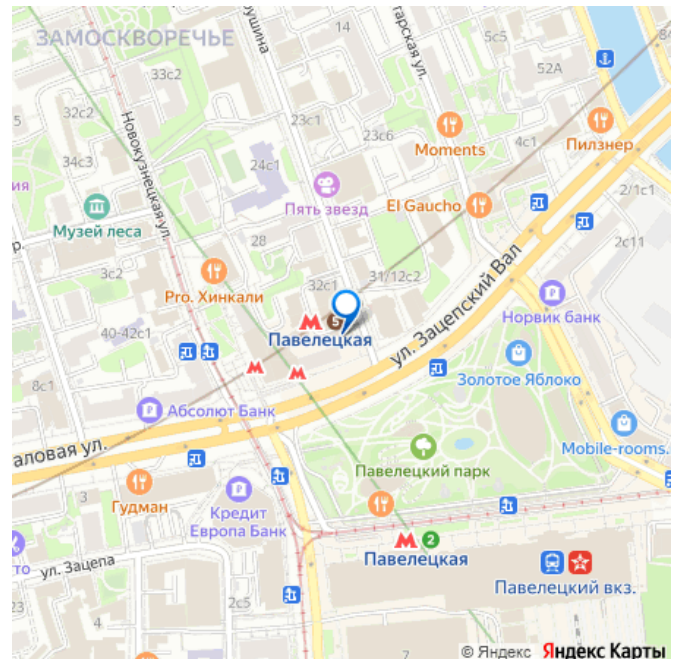 ЗАМОСКВОРЕЧЬЕ
14
5с5
33с2
52А
Новокузнецкая ул.
32с2
23с1
23с6
Moments
4с1
Пилзнер
34с3
24с1
2/1с1
Пять звезд
El Gaucho
Музей леса
28
2с11
3с2
Pro. Хинкали
32с1
31/12с2
ул. Зацепский Вал
Норвик банк
40-42с1
5
Павелецкая
Золотое Яблоко
8с1
Абсолют Банк
аловая ул.
Павелецкий парк
Mobile-rooms.
3
Гудман
Кредит
Европа Банк
2
Павелецкая
ул. Зацепа
Павелецкий вкз.
2с5
© Яндекс Яндекс Карты